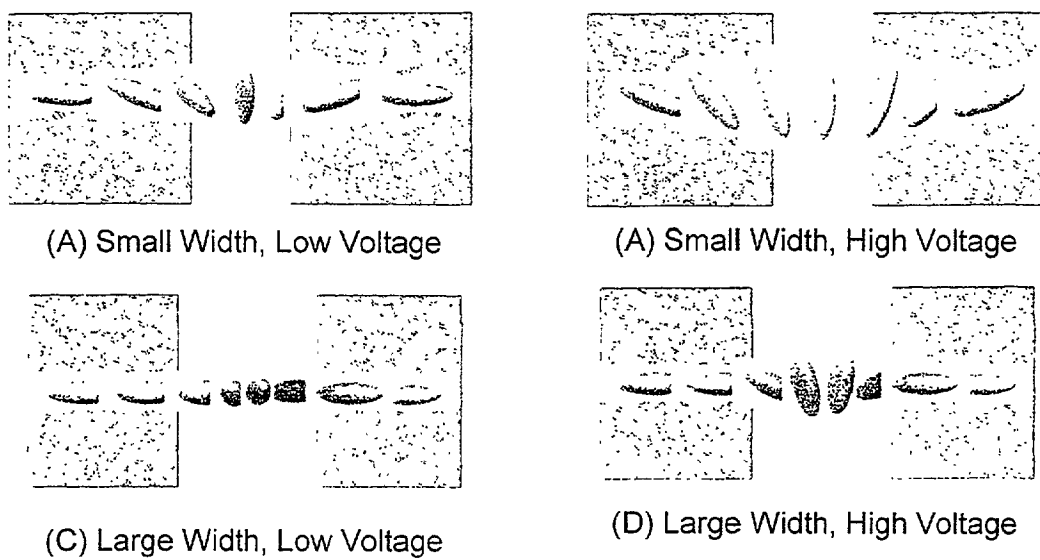 (A) Small Width, Low Voltage
(A) Small Width, High Voltage
(C) Large Width, Low Voltage
(D) Large Width, High Voltage